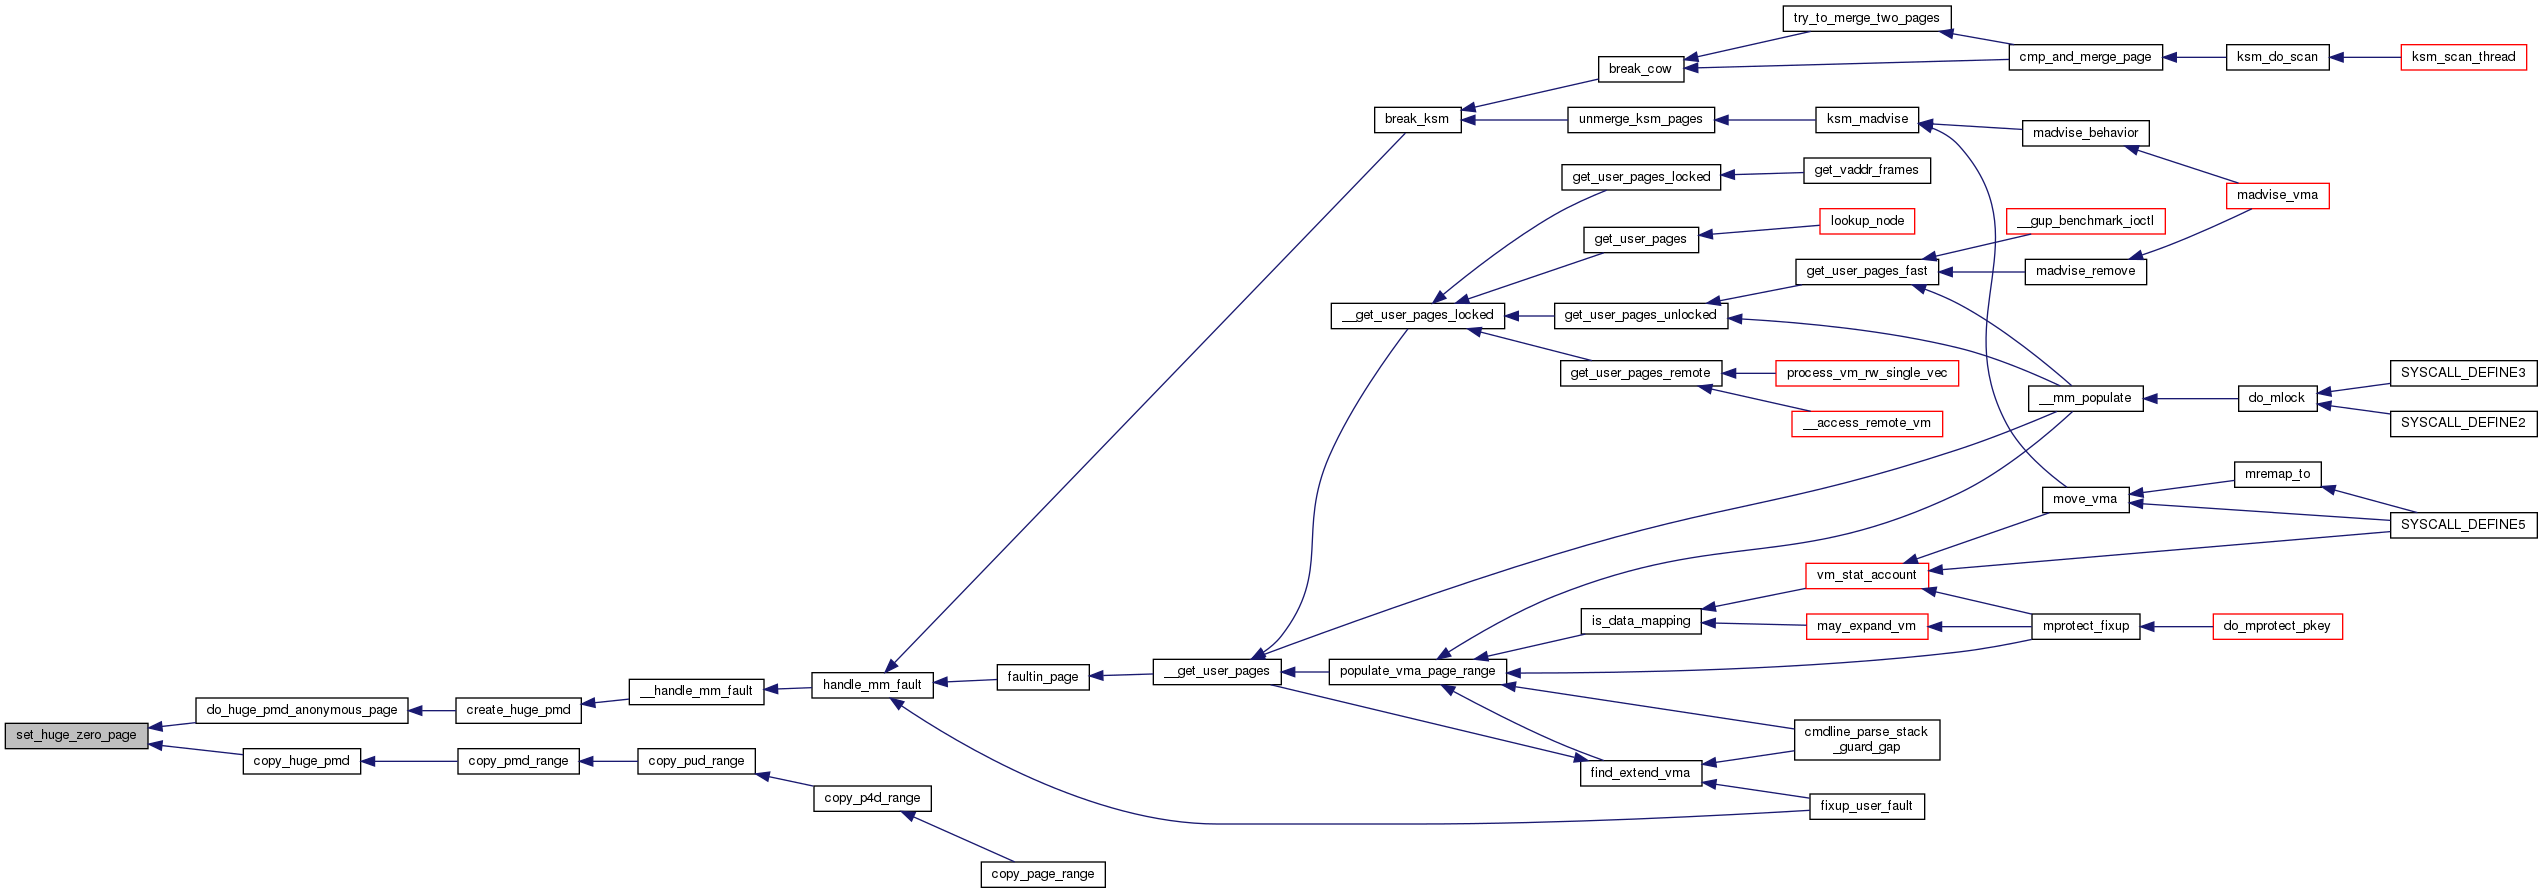 try_to_merge_two_pages
cmp_and_merge_page
ksm_do_scan
ksm_scan_thread
break_cow
break_ksm
unmerge_ksm_pages
ksm_madvise
madvise_behavior
get_user_pages_locked
get_vaddr_frames
madvise_vma
lookup_node
__gup_benchmark_ioctl
get_user_pages
get_user_pages_fast
madvise_remove
__get_user_pages_locked
get_user_pages_unlocked
get_user_pages_remote
process_vm_rw_single_vec
SYSCALL_DEFINE3
__mm_populate
do_mlock
__access_remote_vm
SYSCALL_DEFINE2
mremap_to
move_vma
SYSCALL_DEFINE5
vm_stat_account
is_data_mapping
may_expand_vm
mprotect_fixup
do_mprotect_pkey
handle_mm_fault
faultin_page
__get_user_pages
populate_vma_page_range
__handle_mm_fault
do_huge_pmd_anonymous_page
create_huge_pmd
set_huge_zero_page
cmdline_parse_stack
_guard_gap
copy_huge_pmd
copy_pmd_range
copy_pud_range
find_extend_vma
copy_p4d_range
fixup_user_fault
copy_page_range